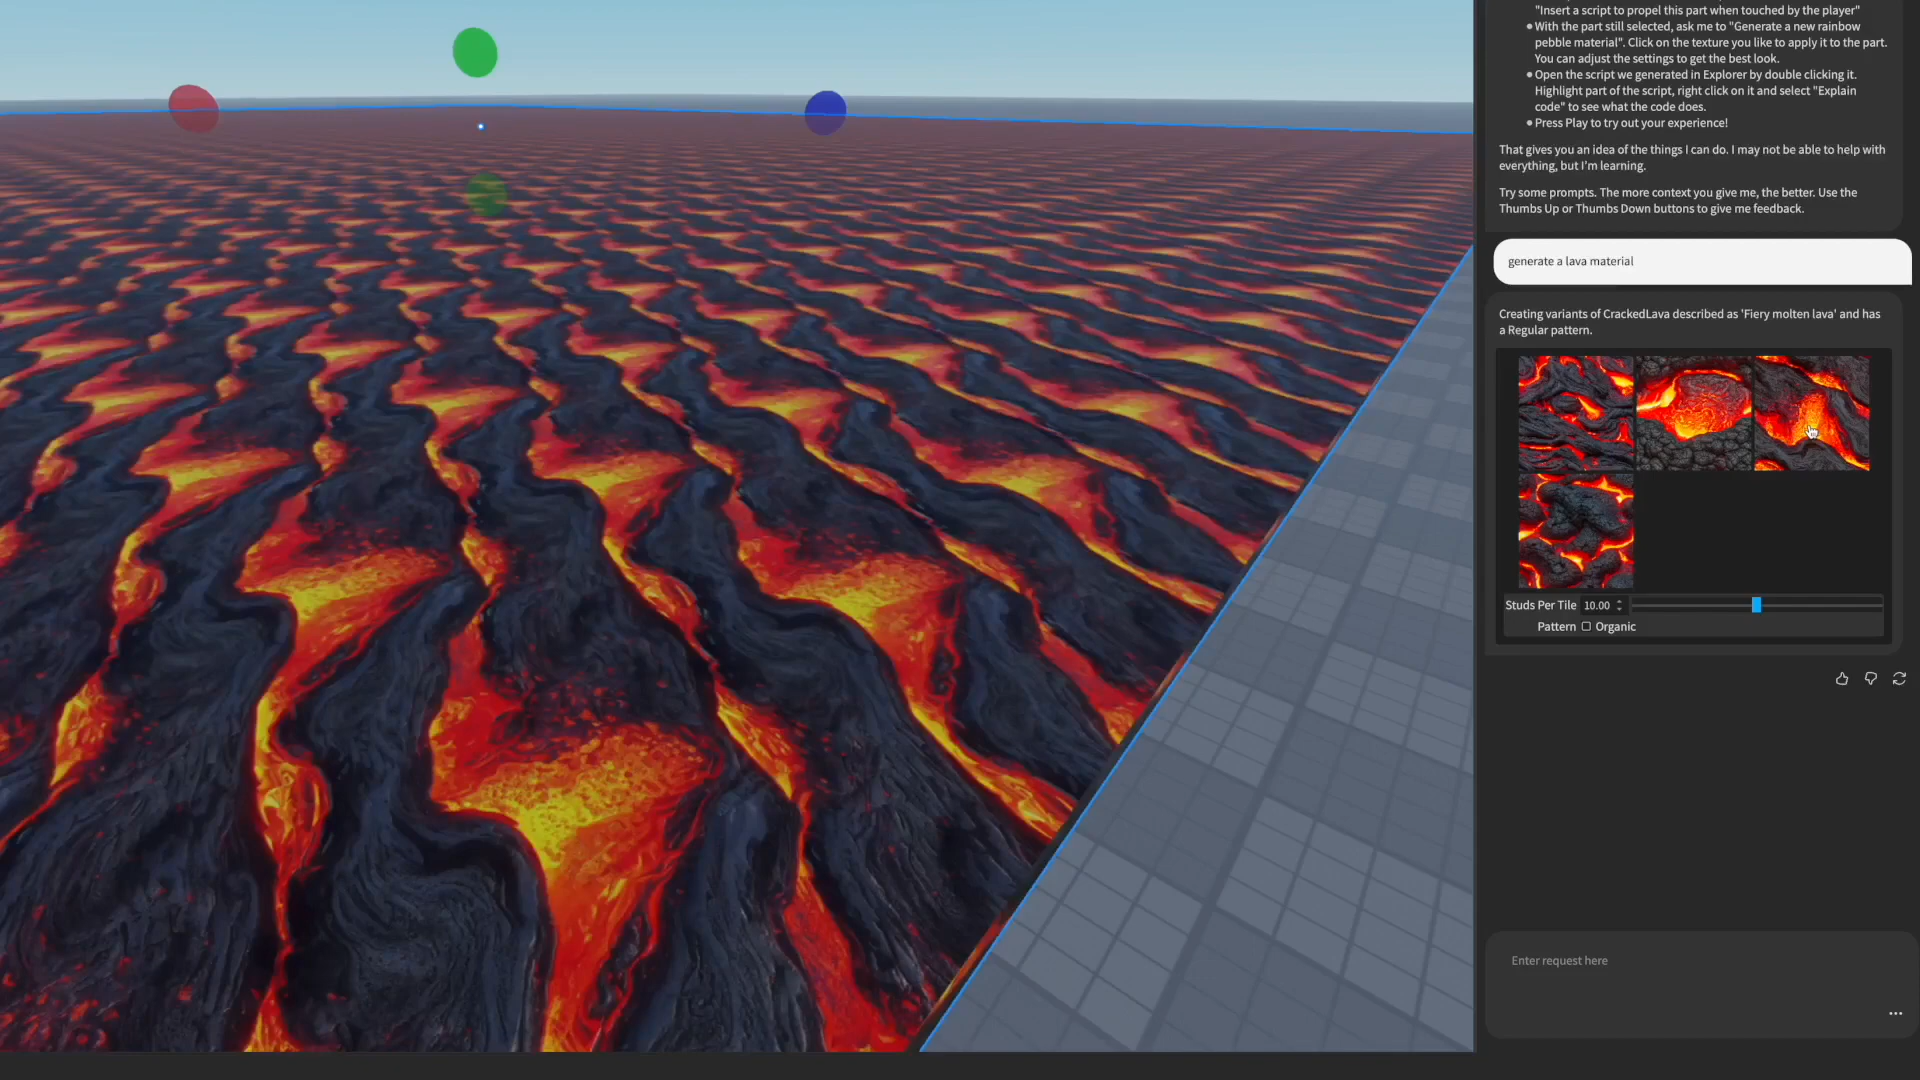 "Insert a script to propel this part when touched by the player"
● With the part still selected, ask me to "Generate a new rainbow
pebble material". Click on the texture you like to apply it to the part.
You can adjust the settings to get the best look.
● Open the script we generated in Explorer by double clicking it.
Highlight part of the script, right click on it and select "Explain
code" to see what the code does.
● Press Play to try out your experience!
That gives you an idea of the things I can do. I may not be able to help with
everything, but I'm learning.
Try some prompts. The more context you give me, the better. Use the
Thumbs Up or Thumbs Down buttons to give me feedback.
generate a lava material
Creating variants of CrackedLava described as 'Fiery molten lava' and has
a Regular pattern.
Studs Per Tile 10.00
Pattern Organic
Enter request here